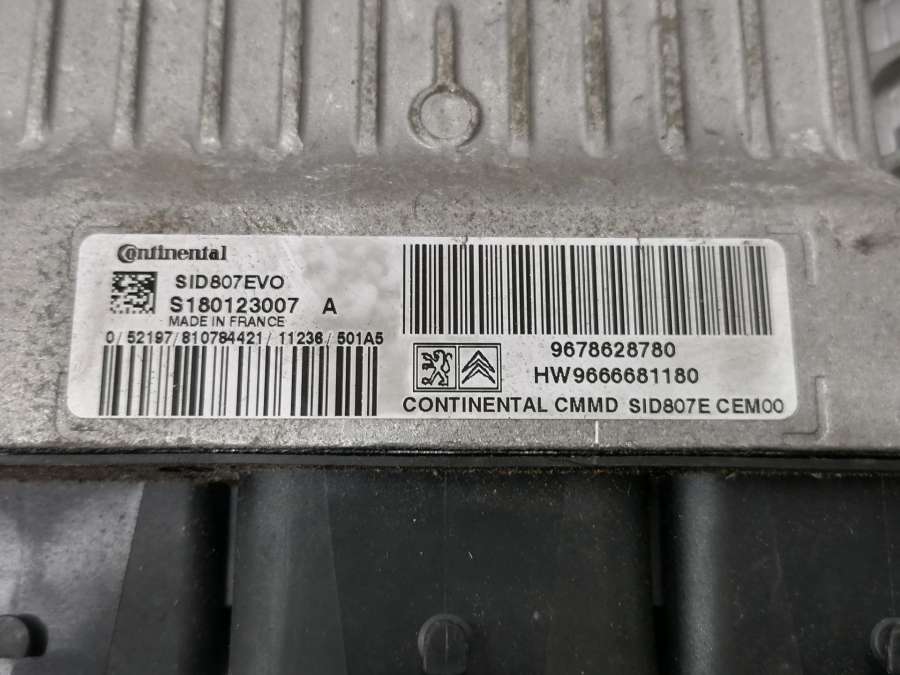 Continental
SID807EVO
S180123007 A
MADE IN FRANCE
0/52197/810784421/11236/501A5
9678628780
HW9666681180
CONTINENTAL CMMD SID807E CEM00